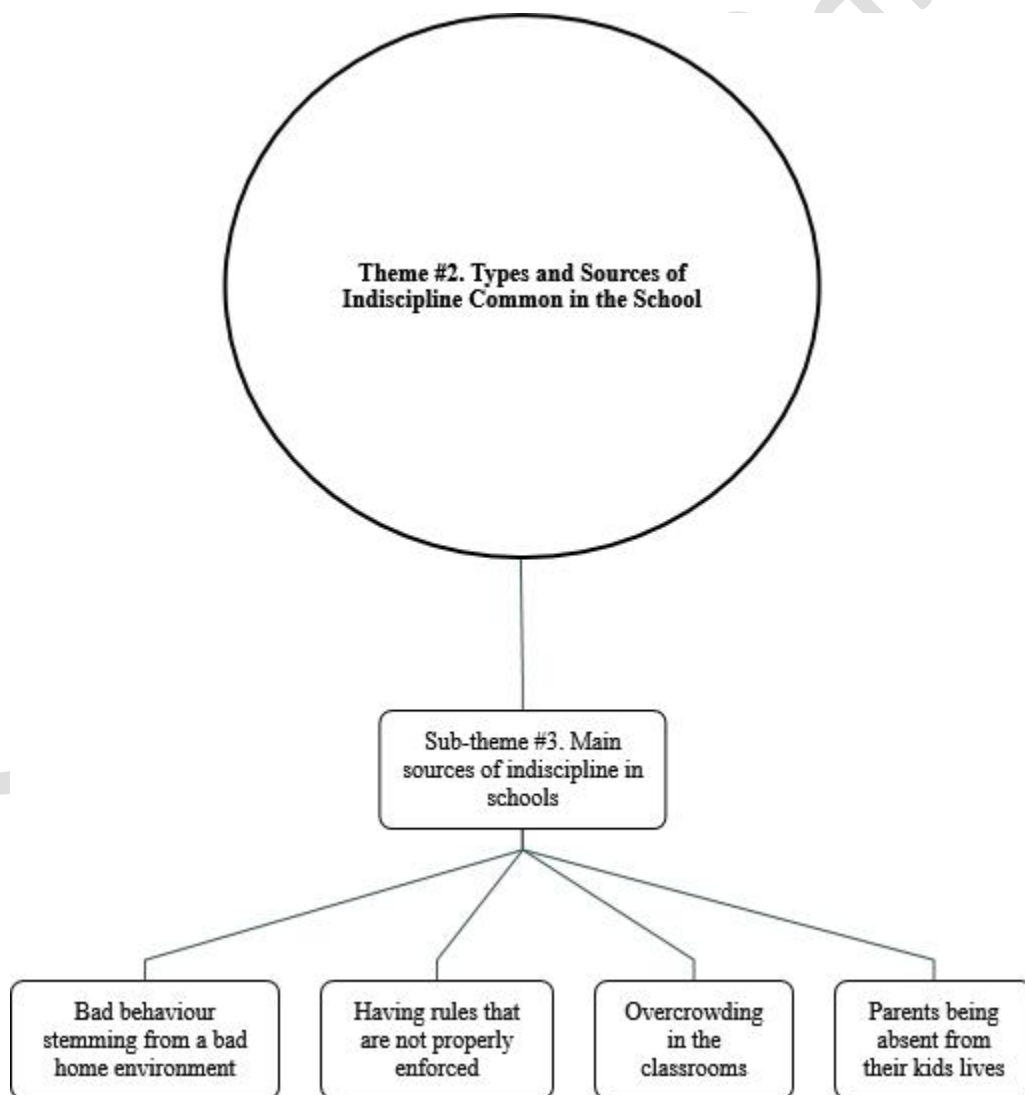 Theme #2. Types and Sources of
Indiscipline Common in the School
Sub-theme #3. Main
sources of indiscipline in
schools
Bad behaviour
stemming from a bad
home environment
Having rules that
are not properly
enforced
Overcrowding
in the
classrooms
Parents being
absent from
their kids lives